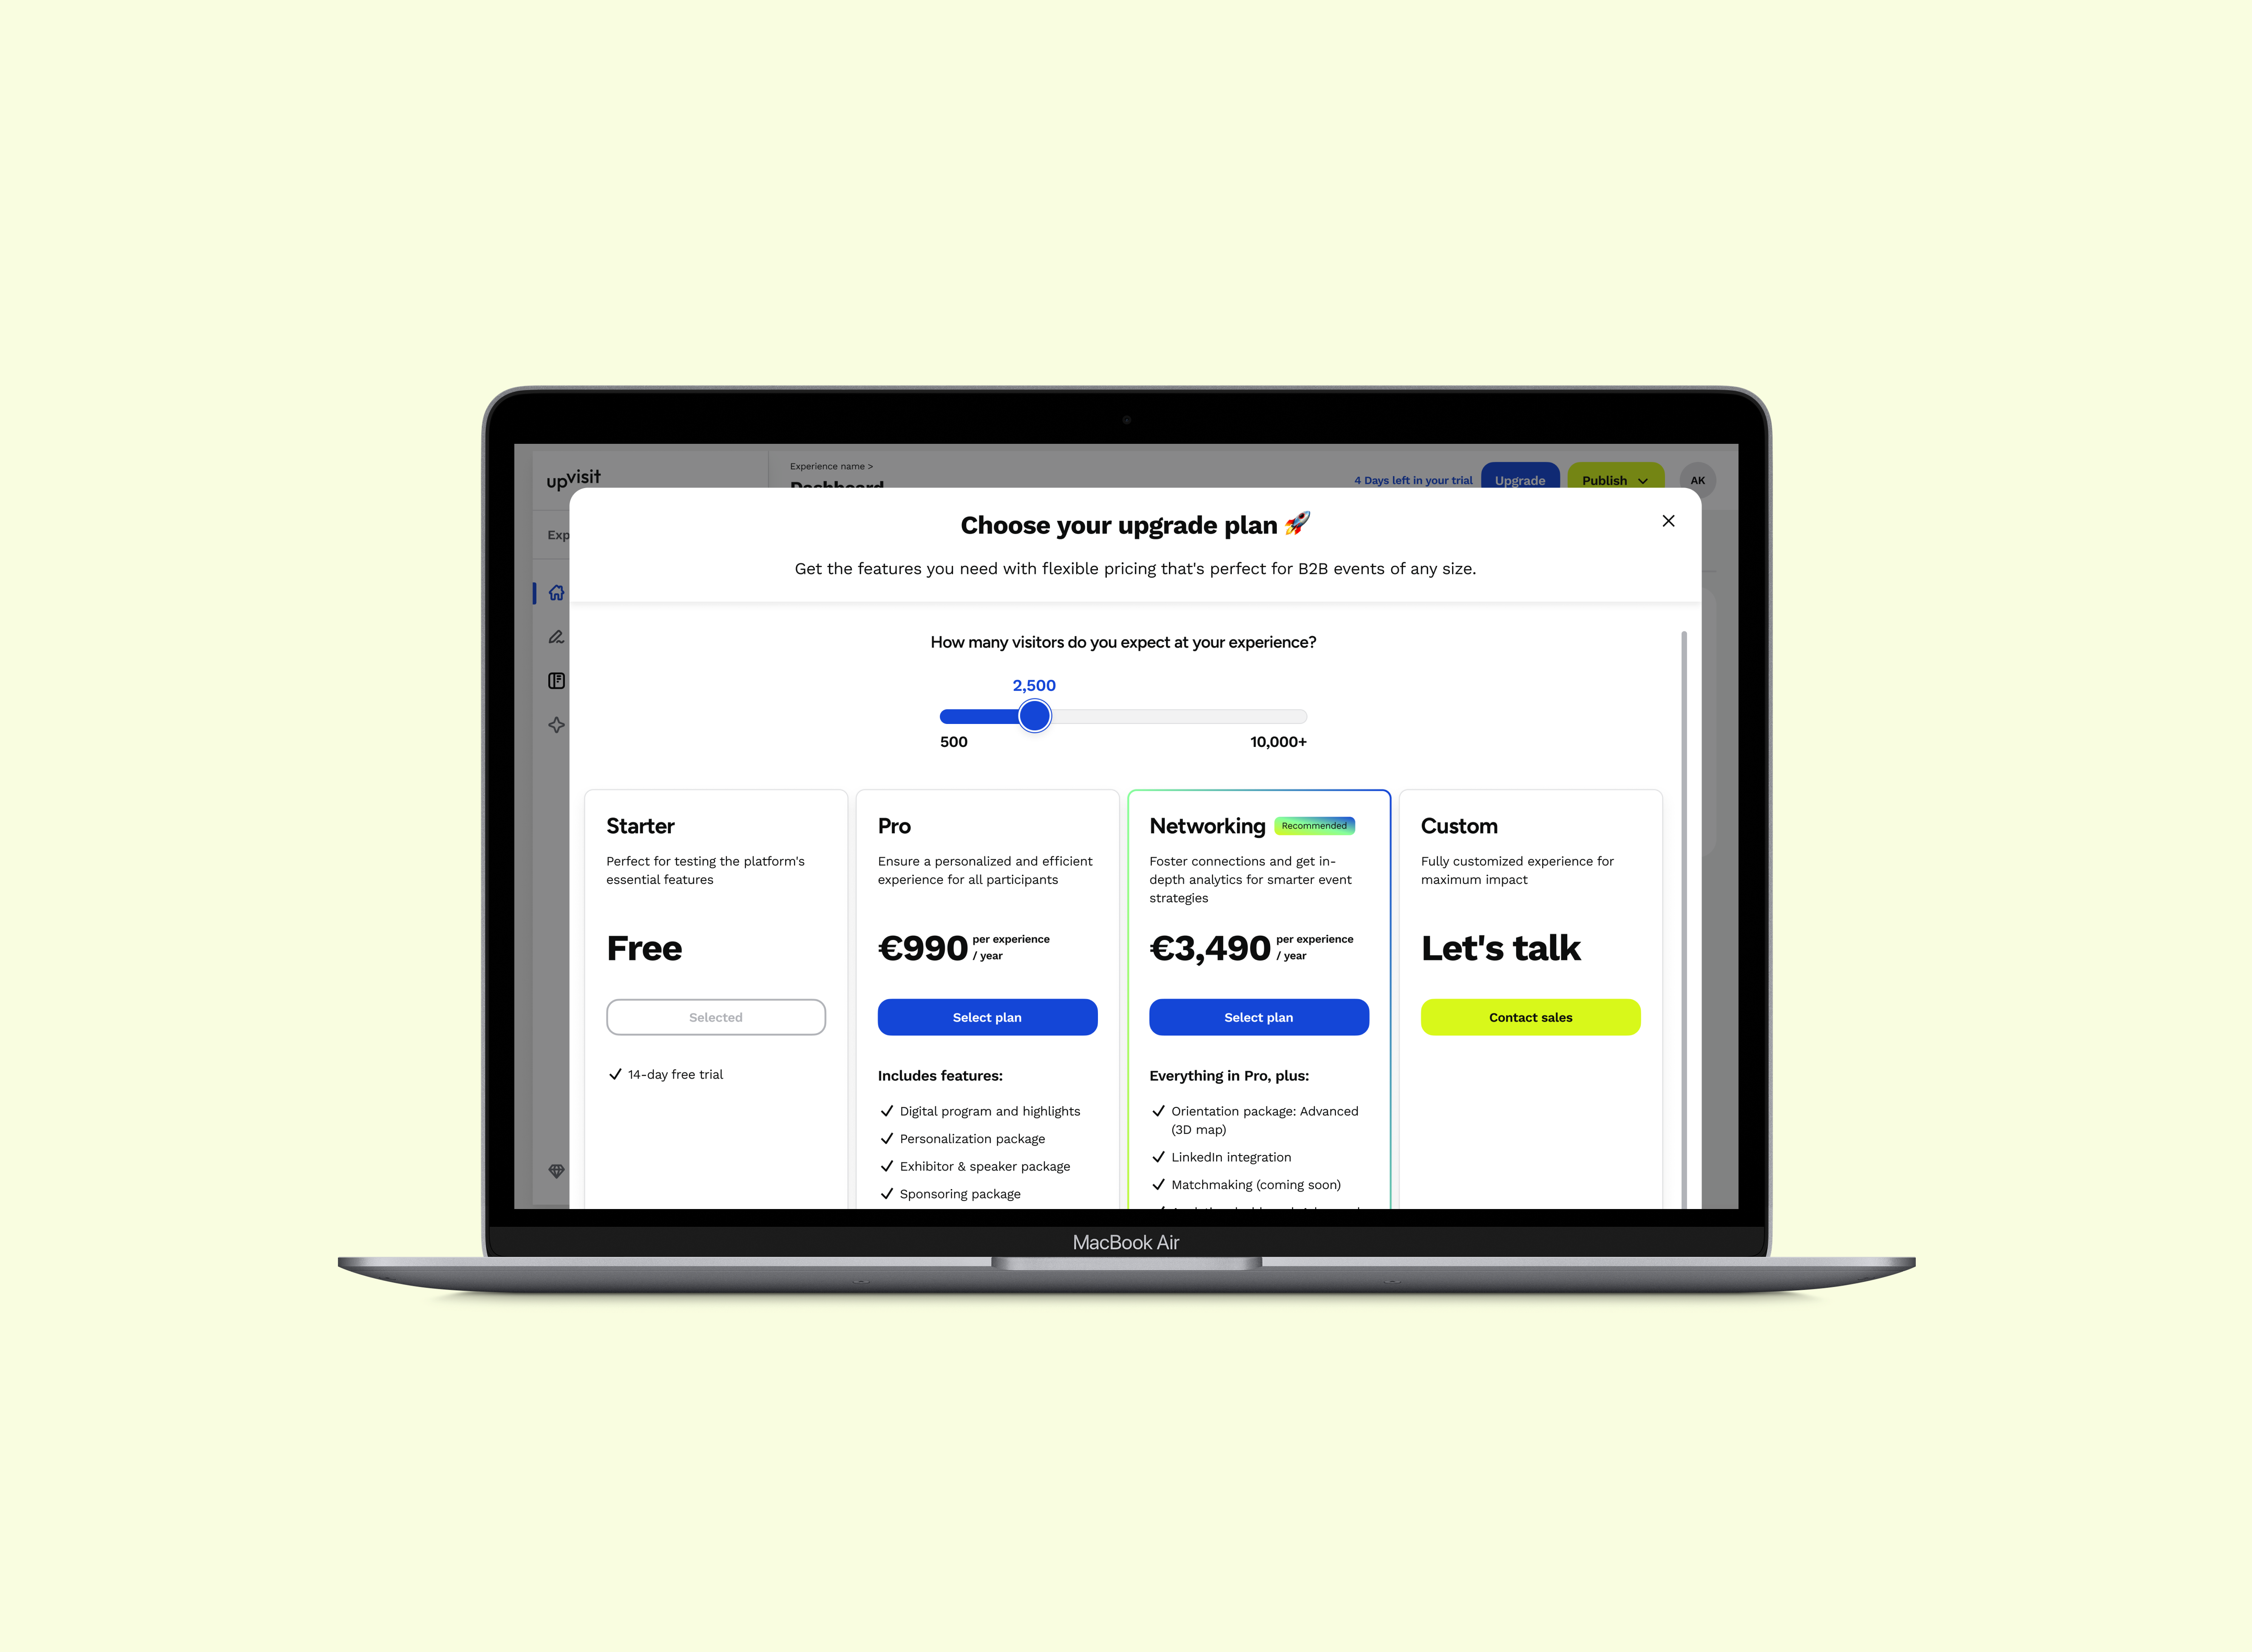 upvisit
Experience name >
Dashboard
4 Days left in your trial
Upgrade
Publish
AK
Exp
Choose your upgrade plan 🚀
Get the features you need with flexible pricing that's perfect for B2B events of any size.
How many visitors do you expect at your experience?
2,500
500
10,000+
Starter
Perfect for testing the platform's
essential features
Free
Selected
14-day free trial
Pro
Ensure a personalized and efficient
experience for all participants
€990 per experience
/ year
Select plan
Includes features:
Digital program and highlights
Personalization package
Exhibitor & speaker package
Sponsoring package
Networking
Recommended
Foster connections and get in-
depth analytics for smarter event
strategies
€3,490 per experience
/ year
Select plan
Everything in Pro, plus:
Orientation package: Advanced
(3D map)
LinkedIn integration
Matchmaking (coming soon)
Custom
Fully customized experience for
maximum impact
Let's talk
Contact sales
MacBook Air